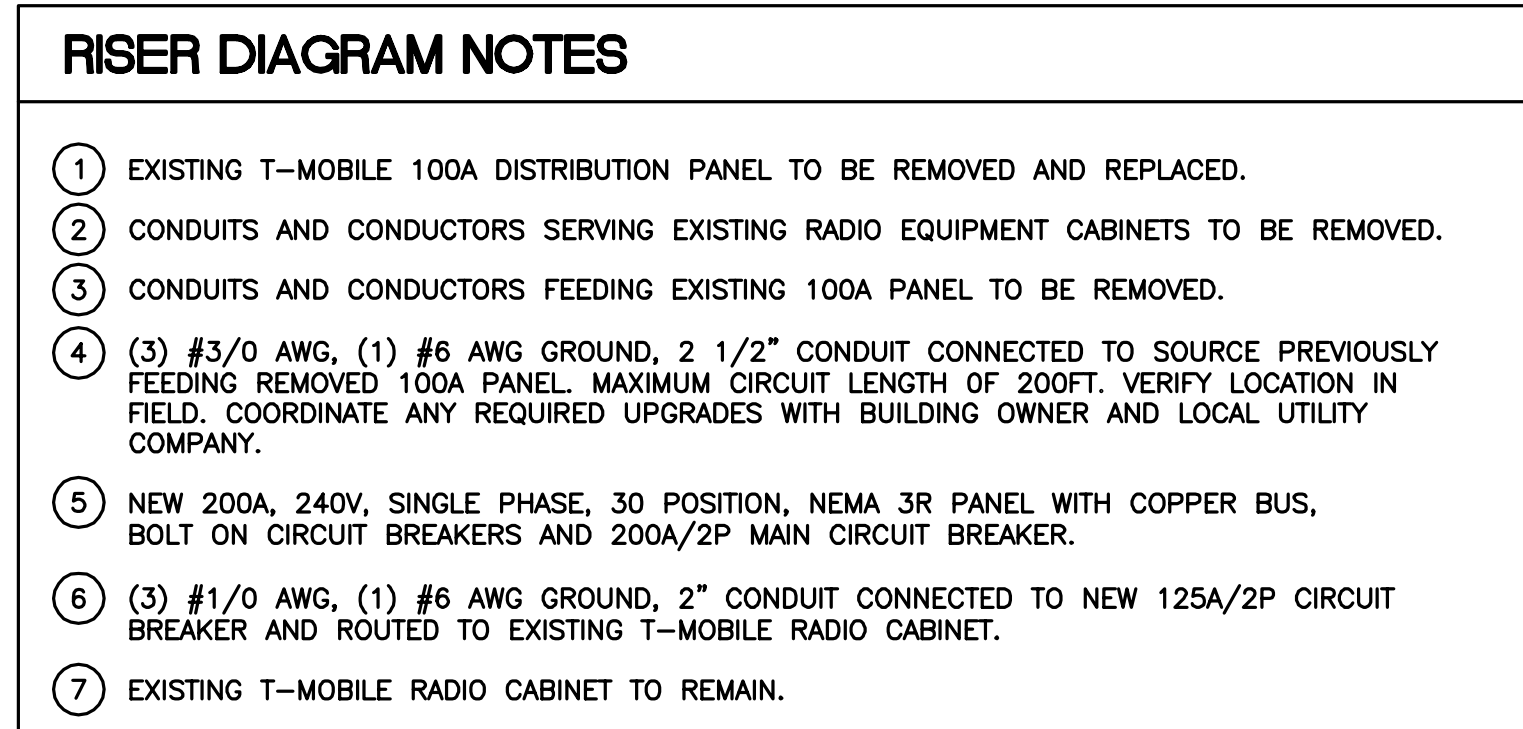 RISER DIAGRAM NOTES
1 EXISTING T-MOBILE 100A DISTRIBUTION PANEL TO BE REMOVED AND REPLACED.
2 CONDUITS AND CONDUCTORS SERVING EXISTING RADIO EQUIPMENT CABINETS TO BE REMOVED.
3 CONDUITS AND CONDUCTORS FEEDING EXISTING 100A PANEL TO BE REMOVED.
4 (3) #3/0 AWG, (1) #6 AWG GROUND, 2 1/2" CONDUIT CONNECTED TO SOURCE PREVIOUSLY
FEEDING REMOVED 100A PANEL. MAXIMUM CIRCUIT LENGTH OF 200FT. VERIFY LOCATION IN
FIELD. COORDINATE ANY REQUIRED UPGRADES WITH BUILDING OWNER AND LOCAL UTILITY
COMPANY.
5 NEW 200A, 240V, SINGLE PHASE, 30 POSITION, NEMA 3R PANEL WITH COPPER BUS,
BOLT ON CIRCUIT BREAKERS AND 200A/2P MAIN CIRCUIT BREAKER.
6 (3) #1/0 AWG, (1) #6 AWG GROUND, 2" CONDUIT CONNECTED TO NEW 125A/2P CIRCUIT
BREAKER AND ROUTED TO EXISTING T-MOBILE RADIO CABINET.
7 EXISTING T-MOBILE RADIO CABINET TO REMAIN.